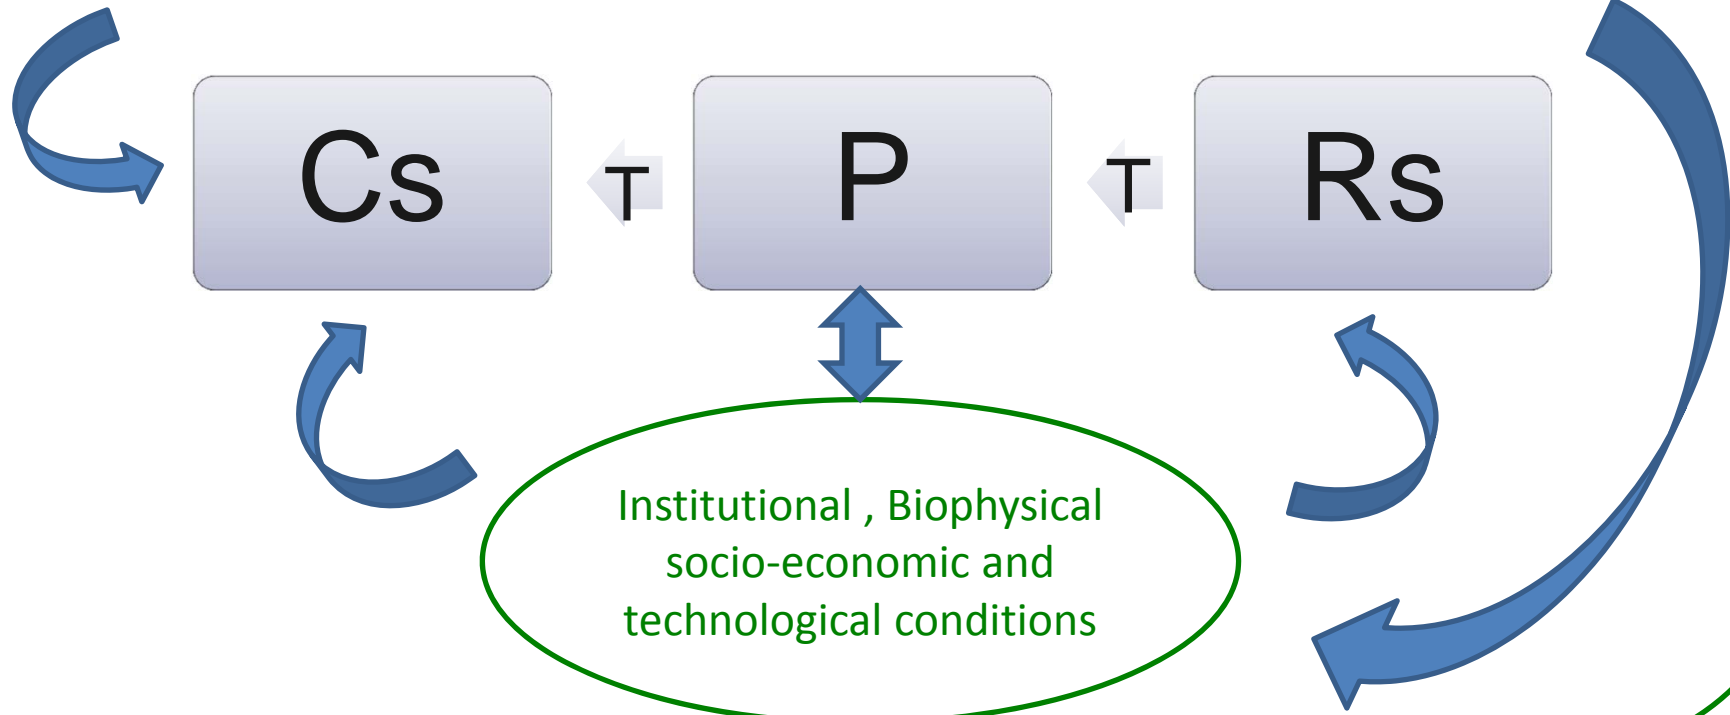 Cs
T
P
T
Rs
Institutional , Biophysical
socio-economic and
technological conditions